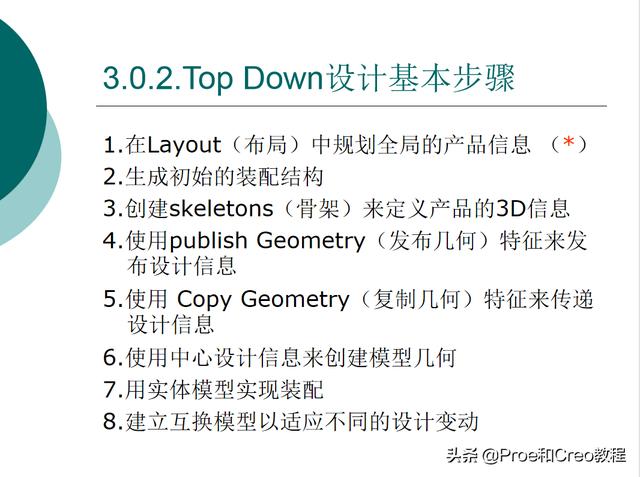 3.0.2.Top Down设计基本步骤
1.在Layout（布局）中规划全局的产品信息 （*）
2.生成初始的装配结构
3.创建skeletons（骨架）来定义产品的3D信息
4.使用publish Geometry（发布几何）特征来发
布设计信息
5.使用 Copy Geometry（复制几何）特征来传递
设计信息
6.使用中心设计信息来创建模型几何
7.用实体模型实现装配
8.建立互换模型以适应不同的设计变动
头条 @Proe和Creo教程